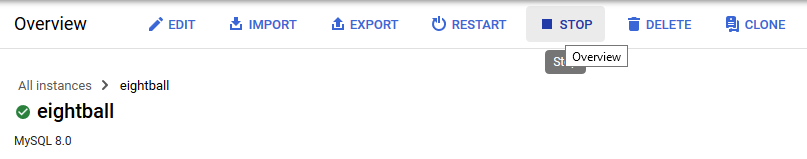 Overview EDIT IMPORT EXPORT RESTART STOP DELETE CLONE
Overview
All instances > eightball
eightball
MySQL 8.0